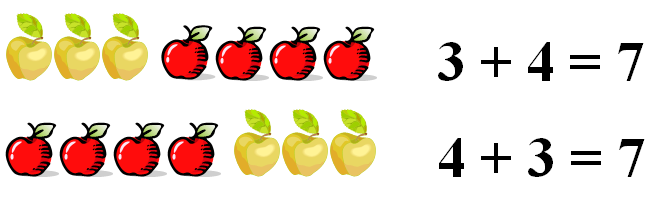 3 + 4 = 7
4 + 3 = 7